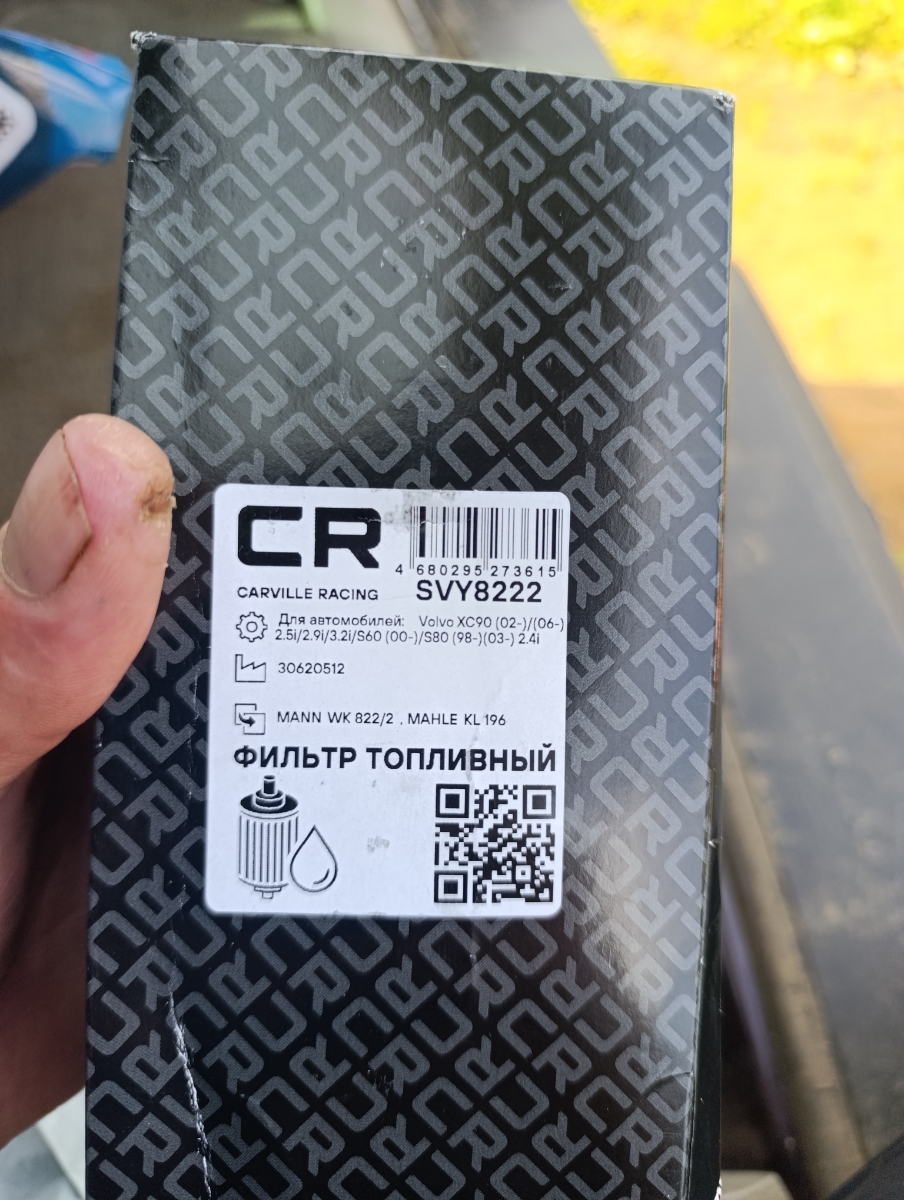 CR
CARVILLE RACING
4 680295 273615
SVY8222
Для автомобилей: Volvo XC90 (02-)/(06-)
2.5i/2.9i/3.2i/S60 (00-)/S80 (98-)(03-) 2.4i
30620512
MANN WK 822/2 , MAHLE KL 196
ФИЛЬТР ТОПЛИВНЫЙ